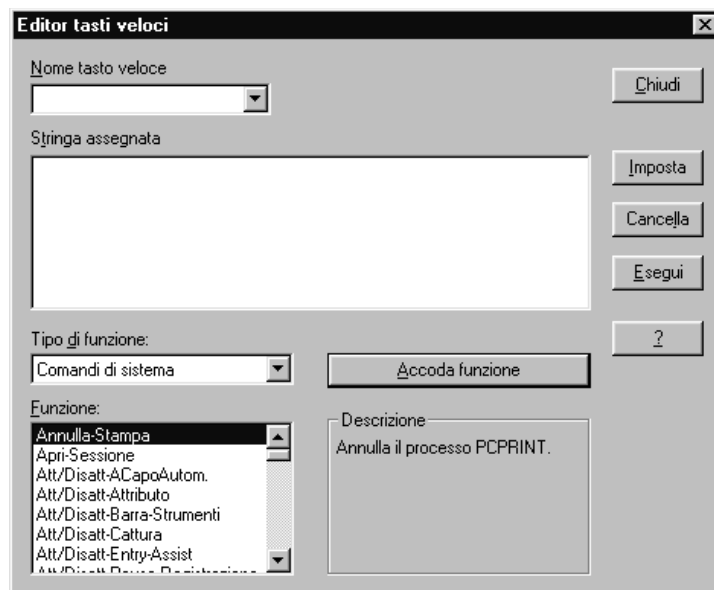 Editor tasti veloci
Nome tasto veloce
Chiudi
Stringa assegnata
Imposta
Cancella
Esegui
?
Tipo di funzione:
Comandi di sistema
Accoda funzione
Funzione:
Annulla-Stampa
Apri-Sessione
Att/Disatt-ACapoAutom.
Att/Disatt-Attributo
Att/Disatt-Barra-Strumenti
Att/Disatt-Cattura
Att/Disatt-Entry-Assist
Descrizione
Annulla il processo PCPRINT.